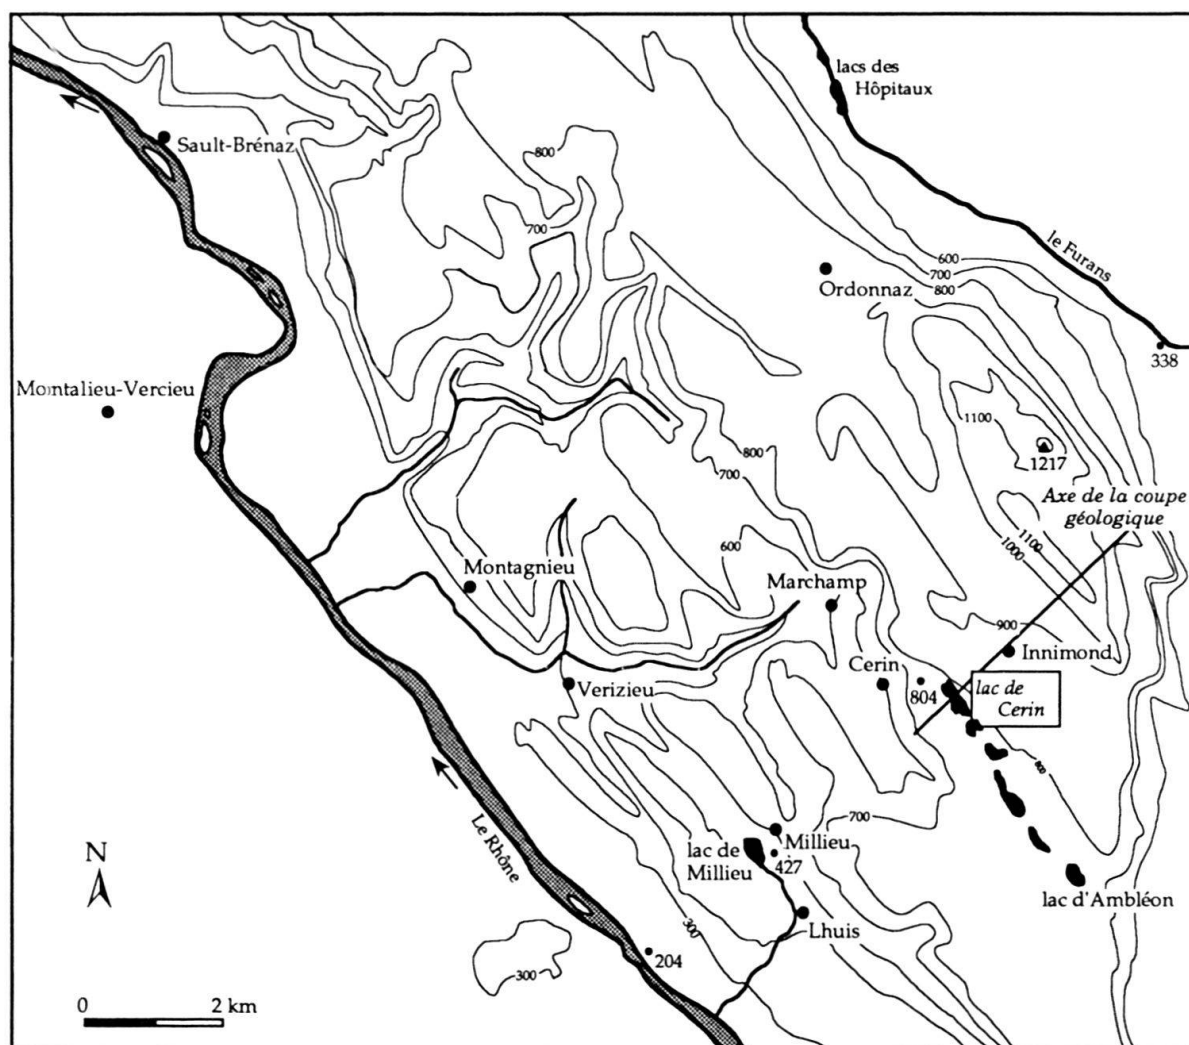 lacs des
Hôpitaux
Sault-Brénaz
800
700
le Furans
600
700
800
Ordonnaz
338
Montalieu-Vercieu
1100
1217
800
700
Axe de la coupe
géologique
1100
1000
600
Montagnieu
Marchamp
900
Innimond
Cerin
804
lac de
Cerin
Verizieu
800
700
Le Rhône
Millieu
lac de
Millieu
427
N
lac d'Ambléon
300
Lhuis
204
300
0 2 km